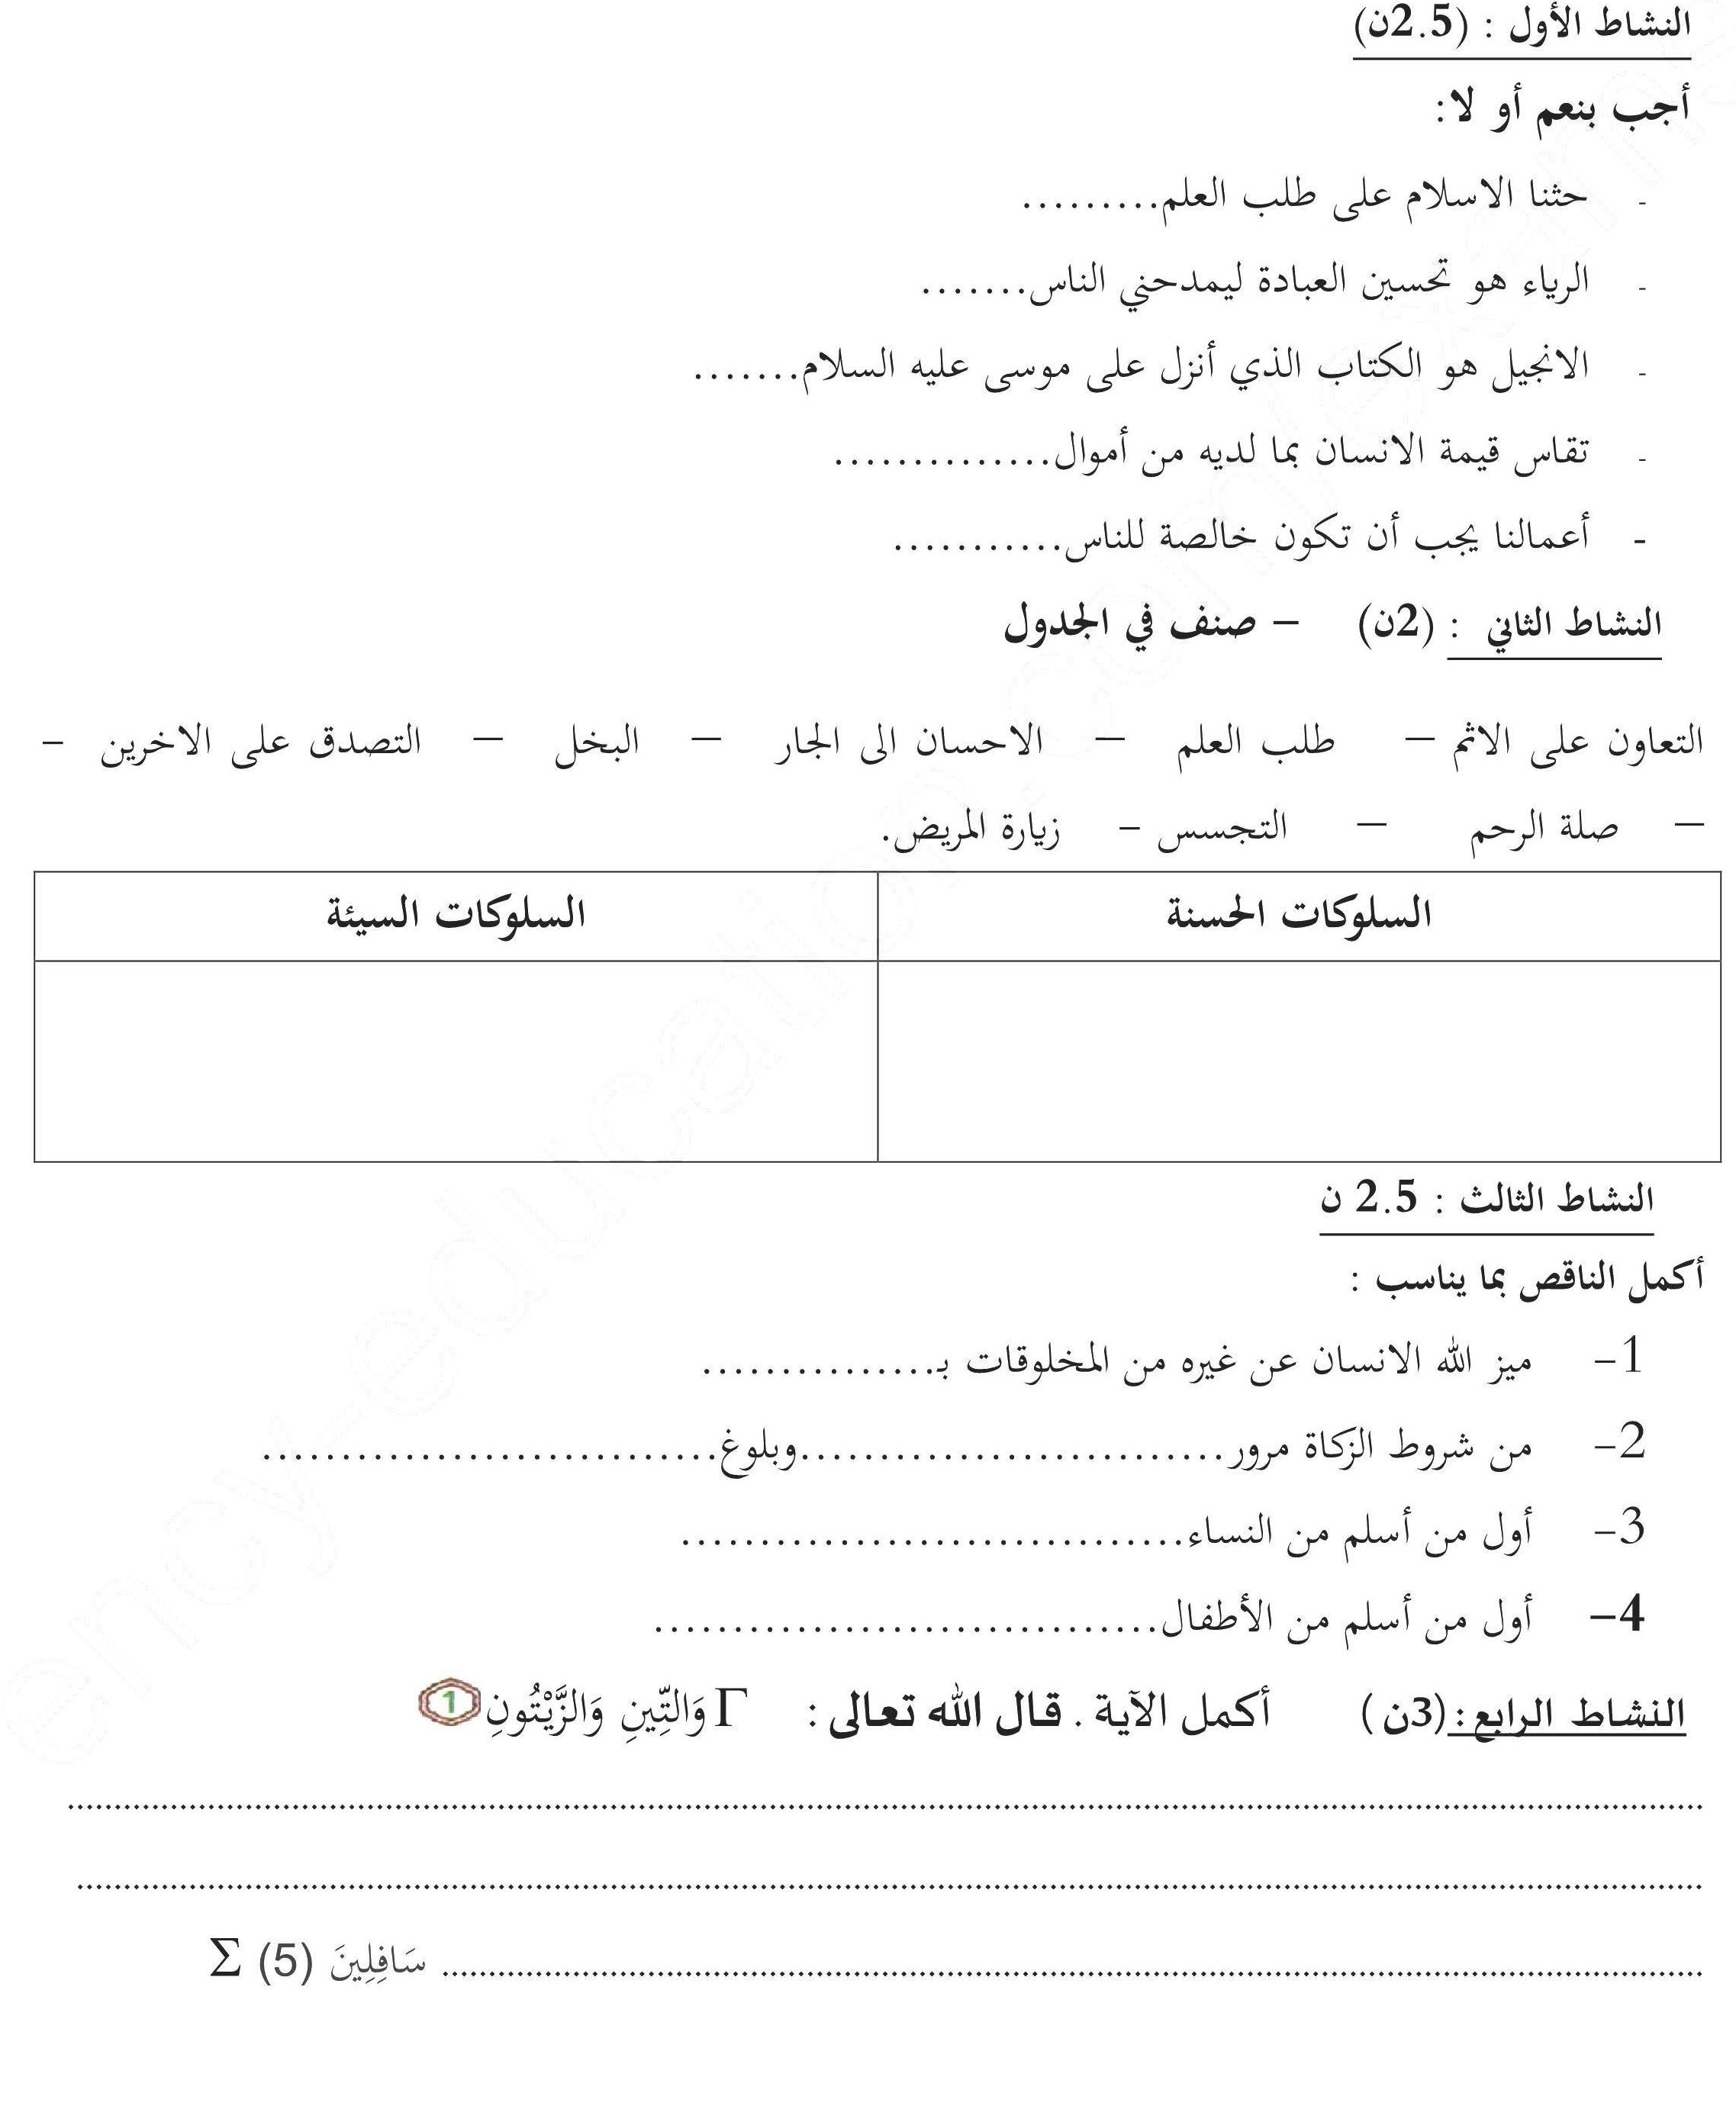 النشاط الأول : (2.5ن)
أجب بنعم أو لا:
- حثنا الاسلام على طلب العلم.........
- الرياء هو تحسين العبادة ليمدحني الناس.......
- الانجيل هو الكتاب الذي أنزل على موسى عليه السلام.......
- تقاس قيمة الانسان بما لديه من أموال..............
- أعمالنا يجب أن تكون خالصة للناس...........
النشاط الثاني : (2ن) – صنف في الجدول
التعاون على الاثم – طلب العلم – الاحسان الى الجار – البخل – التصدق على الاخرين -
– صلة الرحم – التجسس - زيارة المريض.
السلوكات الحسنة السلوكات السيئة
النشاط الثالث : 2.5 ن
أكمل الناقص بما يناسب :
1- ميز الله الانسان عن غيره من المخلوقات بـ...............
2- من شروط الزكاة مرور...........................وبلوغ.............................
3- أول من أسلم من النساء................................
4- أول من أسلم من الأطفال................................
النشاط الرابع:(3ن ) أكمل الآية . قال الله تعالى : Γ وَالتِّينِ وَالزَّيْتُونِ 1
................................................................................
................................................................................
................................................................ سَافِلِينَ (5) Σ
ency-education.com/exams